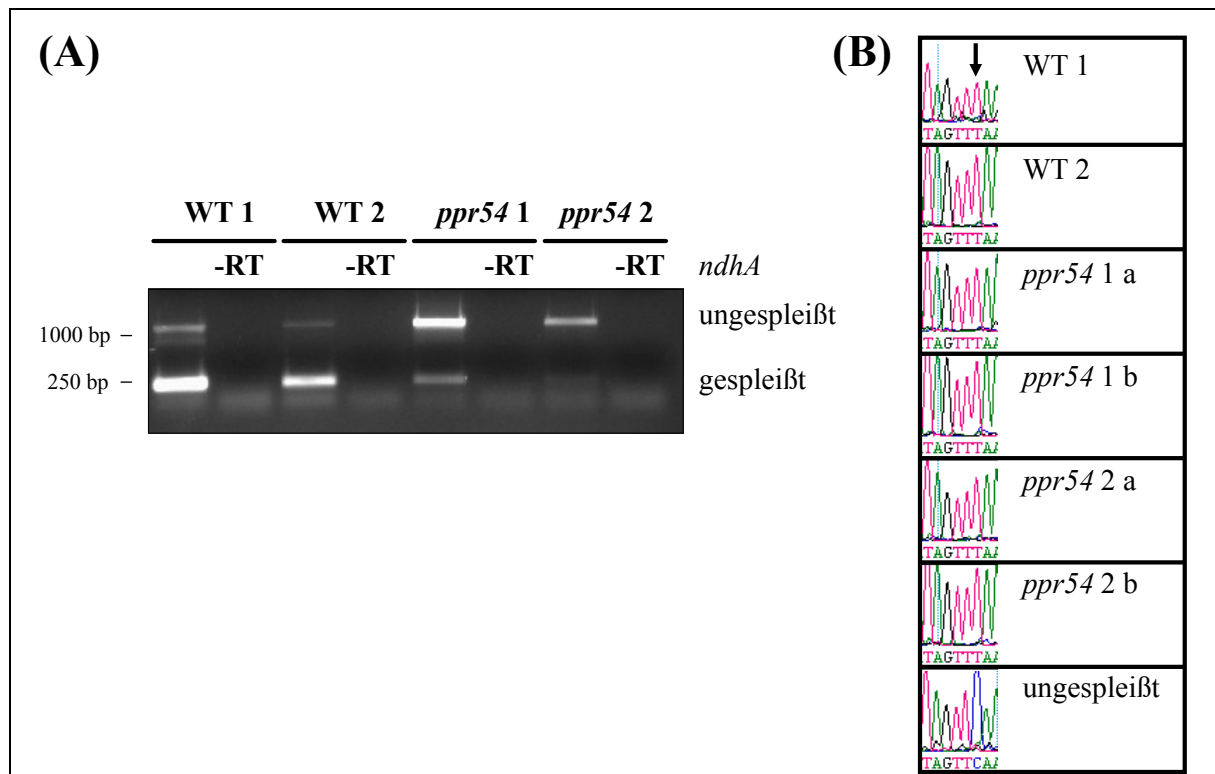 (A)
WT 1 WT 2 ppr54 1 ppr54 2
-RT -RT -RT -RT ndhA
1000 bp – ungespleißt
250 bp – gespleißt
(B)
WT 1
TAGTTTAA
WT 2
TAGTTTAA
ppr54 1 a
TAGTTTAA
ppr54 1 b
TAGTTTAA
ppr54 2 a
TAGTTTAA
ppr54 2 b
TAGTTTAA
ungespleißt
TAGTTCAA